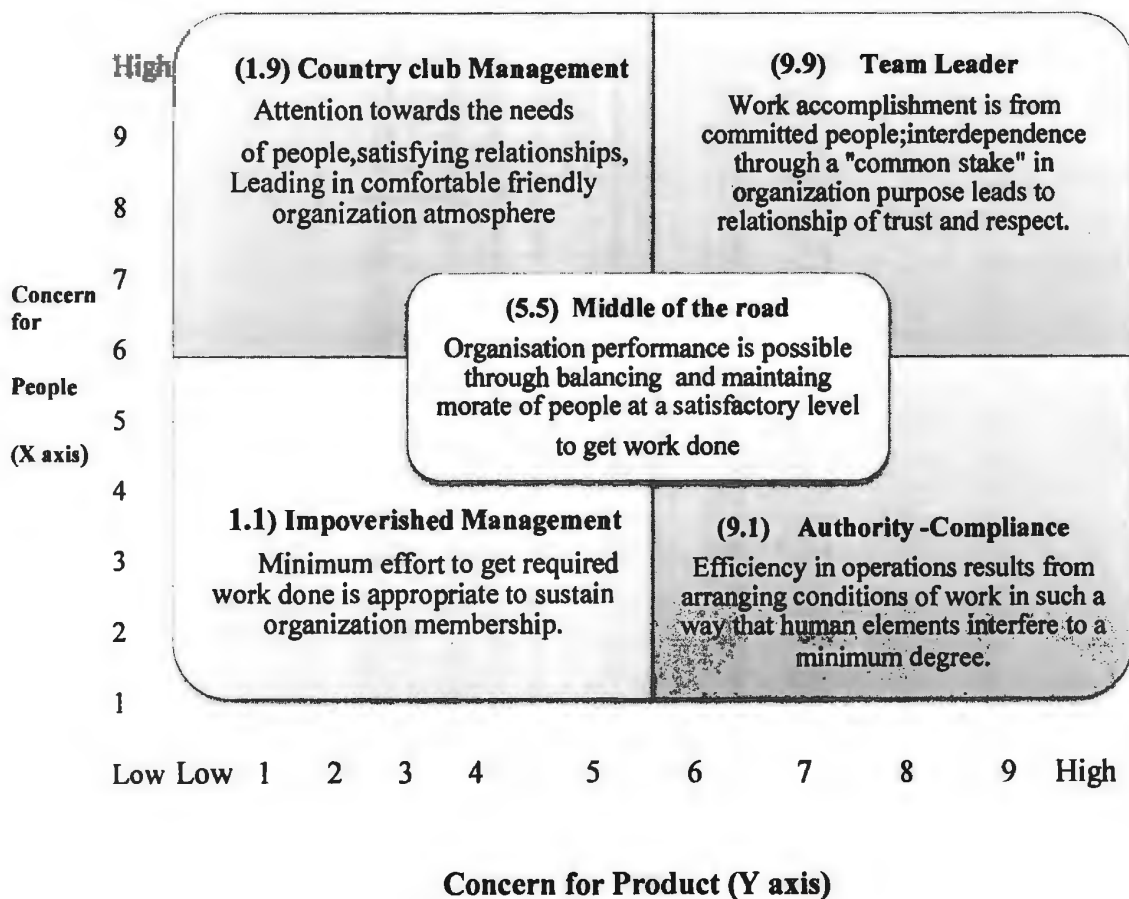 High
(1.9) Country club Management
Attention towards the needs
of people,satisfying relationships,
Leading in comfortable friendly
organization atmosphere
(9.9) Team Leader
Work accomplishment is from
committed people;interdependence
through a "common stake" in
organization purpose leads to
relationship of trust and respect.
9
8
7
Concern
for
6
People
5
(X axis)
4
3
2
1
(5.5) Middle of the road
Organisation performance is possible
through balancing and maintaing
morate of people at a satisfactory level
to get work done
1.1) Impoverished Management
Minimum effort to get required
work done is appropriate to sustain
organization membership.
(9.1) Authority -Compliance
Efficiency in operations results from
arranging conditions of work in such a
way that human elements interfere to a
minimum degree.
Low Low 1 2 3 4 5 6 7 8 9 High
Concern for Product (Y axis)